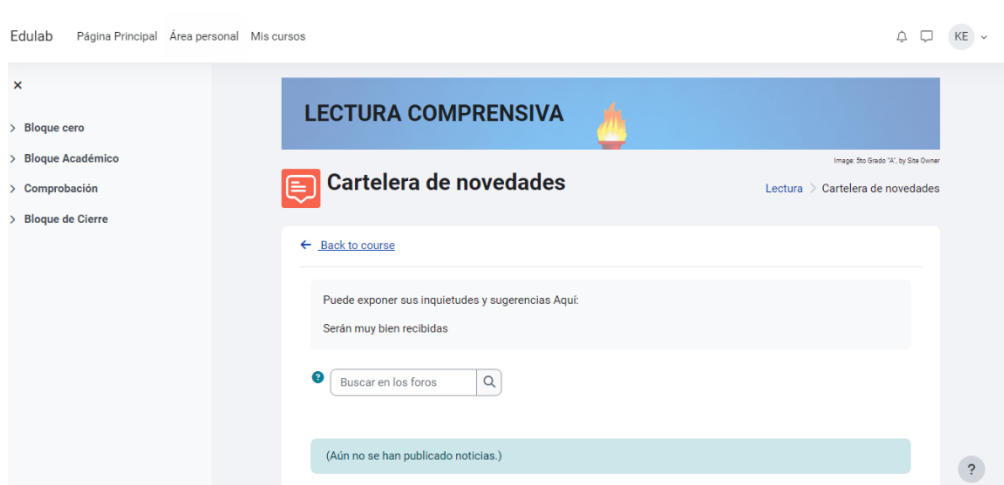 Edulab Página Principal Área personal Mis cursos KE
Bloque cero
Bloque Académico
Comprobación
Bloque de Cierre
LECTURA COMPRENSIVA
Image: 5to Grado "A", by Site Owner
Cartelera de novedades
Lectura > Cartelera de novedades
Back to course
Puede exponer sus inquietudes y sugerencias Aquí:
Serán muy bien recibidas
Buscar en los foros
(Aún no se han publicado noticias.)
?